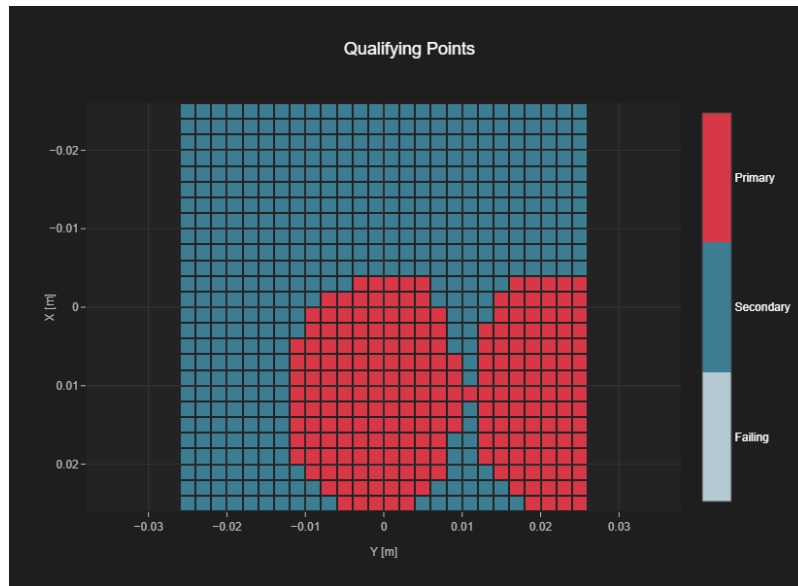 Qualifying Points
−0.02
−0.01
0
0.01
0.02
X [m]
−0.03
−0.02
−0.01
0
0.01
0.02
0.03
Y [m]
Primary
Secondary
Failing